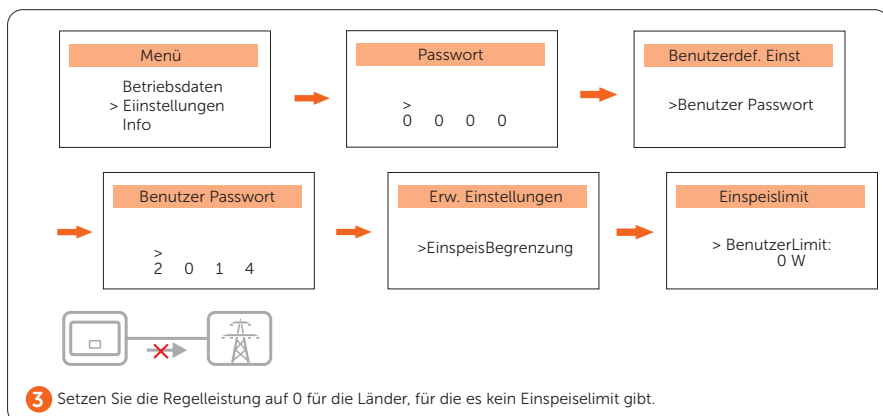 Menü
Betriebsdaten
> Eiinstellungen
Info
Passwort
>
0 0 0 0
Benutzerdef. Einst
>Benutzer Passwort
Benutzer Passwort
>
2 0 1 4
Erw. Einstellungen
>EinspeisBegrenzung
Einspeislimit
> BenutzerLimit:
0 W
3 Setzen Sie die Regelleistung auf 0 für die Länder, für die es kein Einspeiselimit gibt.